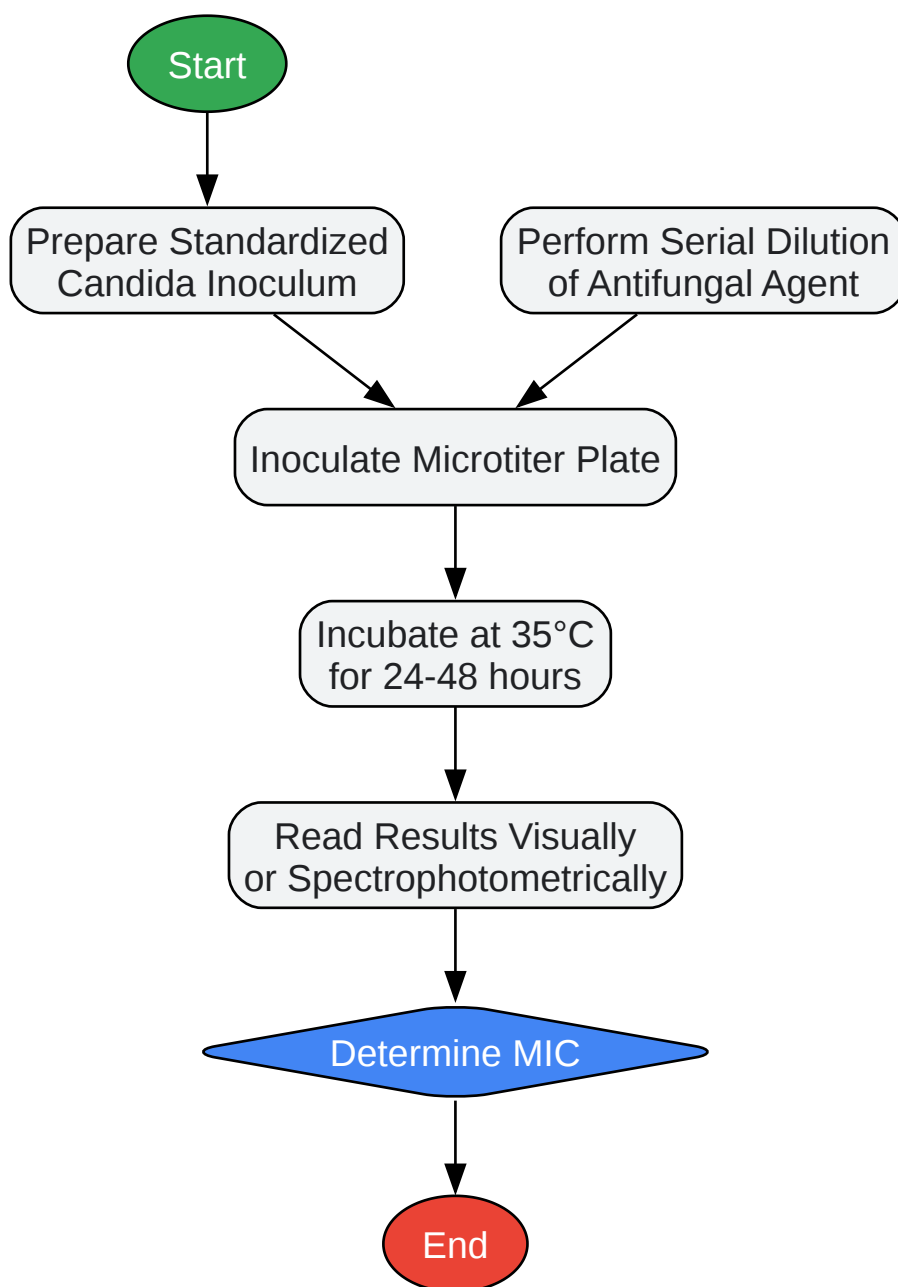 Start
Prepare Standardized
Candida Inoculum
Perform Serial Dilution
of Antifungal Agent
Inoculate Microtiter Plate
Incubate at 35°C
for 24-48 hours
Read Results Visually
or Spectrophotometrically
Determine MIC
End